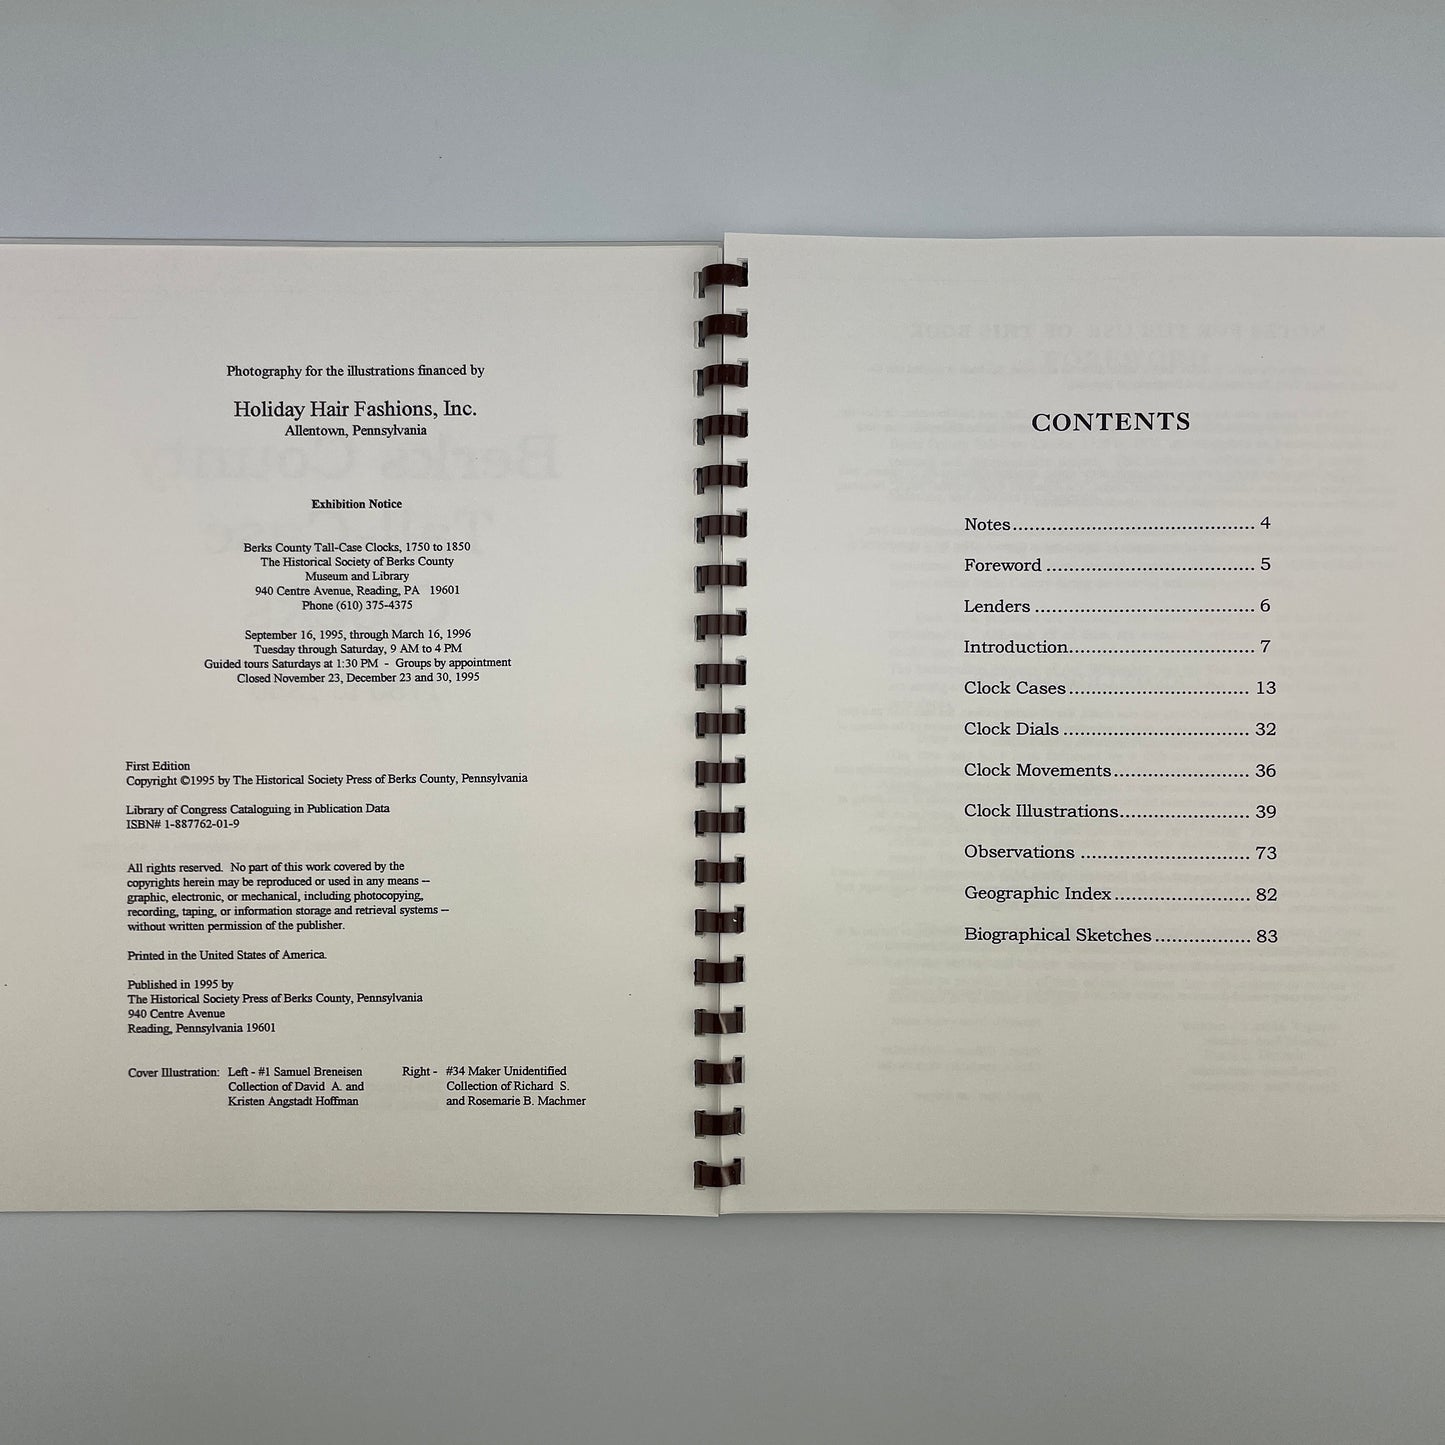 Photography for the illustrations financed by
Holiday Hair Fashions, Inc.
Allentown, Pennsylvania
Exhibition Notice
Berks County Tall-Case Clocks, 1750 to 1850
The Historical Society of Berks County
Museum and Library
940 Centre Avenue, Reading, PA 19601
Phone (610) 375-4375
September 16, 1995, through March 16, 1996
Tuesday through Saturday, 9 AM to 4 PM
Guided tours Saturdays at 1:30 PM - Groups by appointment
Closed November 23, December 23 and 30, 1995
First Edition
Copyright ©1995 by The Historical Society Press of Berks County, Pennsylvania
Library of Congress Cataloguing in Publication Data
ISBN# 1-887762-01-9
All rights reserved. No part of this work covered by the
copyrights herein may be reproduced or used in any means --
graphic, electronic, or mechanical, including photocopying,
recording, taping, or information storage and retrieval systems --
without written permission of the publisher.
Printed in the United States of America.
Published in 1995 by
The Historical Society Press of Berks County, Pennsylvania
940 Centre Avenue
Reading, Pennsylvania 19601
Cover Illustration: Left - #1 Samuel Breneisen Right - #34 Maker Unidentified
Collection of David A. and Collection of Richard S.
Kristen Angstadt Hoffman and Rosemarie B. Machmer
CONTENTS
Notes........................................... 4
Foreword ..................................... 5
Lenders ....................................... 6
Introduction................................. 7
Clock Cases................................ 13
Clock Dials ................................. 32
Clock Movements........................ 36
Clock Illustrations....................... 39
Observations .............................. 73
Geographic Index........................ 82
Biographical Sketches................. 83